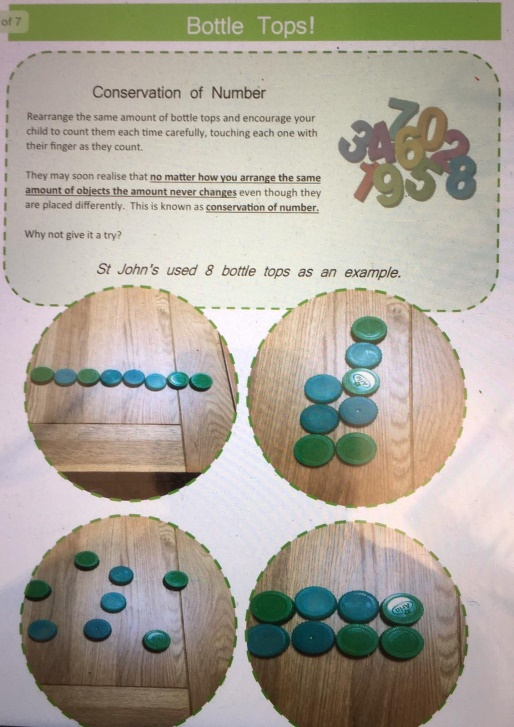 of 7
Bottle Tops!
Conservation of Number
Rearrange the same amount of bottle tops and encourage your
child to count them each time carefully, touching each one with
their finger as they count.
They may soon realise that no matter how you arrange the same
amount of objects the amount never changes even though they
are placed differently. This is known as conservation of number.
Why not give it a try?
St John's used 8 bottle tops as an example.